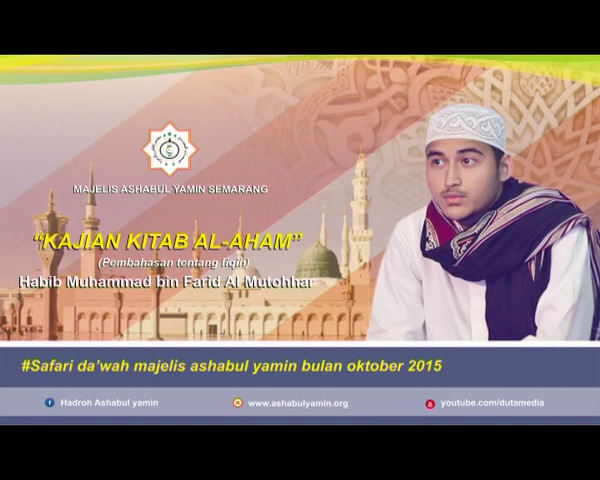 MAJELIS ASHABUL YAMIN SEMARANG
"KAJIAN KITAB AL-AHAM"
(Pembahasan tentang fiqih)
Habib Muhammad bin Farid Al Mutohhar
#Safari da'wah majelis ashabul yamin bulan oktober 2015
Hadroh Ashabul yamin
www.ashabulyamin.org
youtube.com/dutamedia